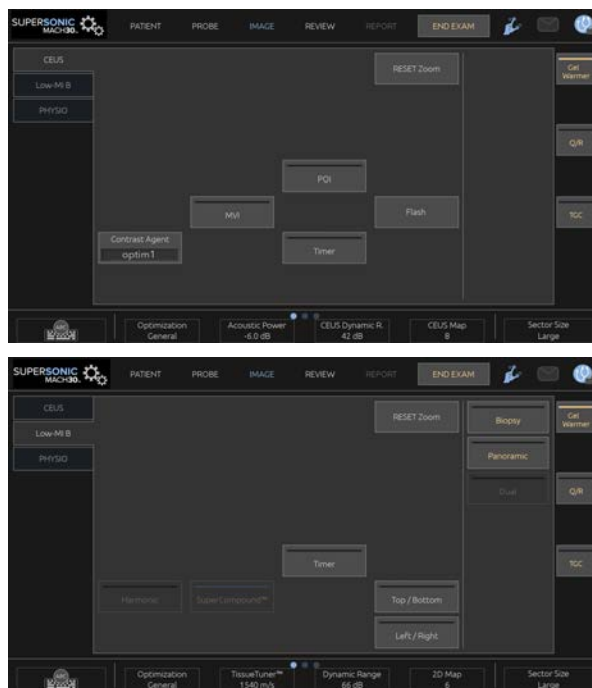 SUPERSONIC
MACH30.
PATIENT PROBE IMAGE REVIEW REPORT END EXAM
CEUS
Low-MI B
PHYSIO
RESET Zoom
Gel
Warmer
Q/R
PQI
MVI
Flash
TGC
Contrast Agent
optim1
Timer
Optimization
General
Acoustic Power
-6.0 dB
CEUS Dynamic R.
42 dB
CEUS Map
8
Sector Size
Large
SUPERSONIC
MACH30.
PATIENT PROBE IMAGE REVIEW REPORT END EXAM
CEUS
Low-MI B
PHYSIO
RESET Zoom
Biopsy
Gel
Warmer
Panoramic
Dual
Q/R
Timer
TGC
Harmonic
SuperCompound™
Top / Bottom
Left / Right
Optimization
General
TissueTuner™
1540 m/s
Dynamic Range
66 dB
2D Map
6
Sector Size
Large